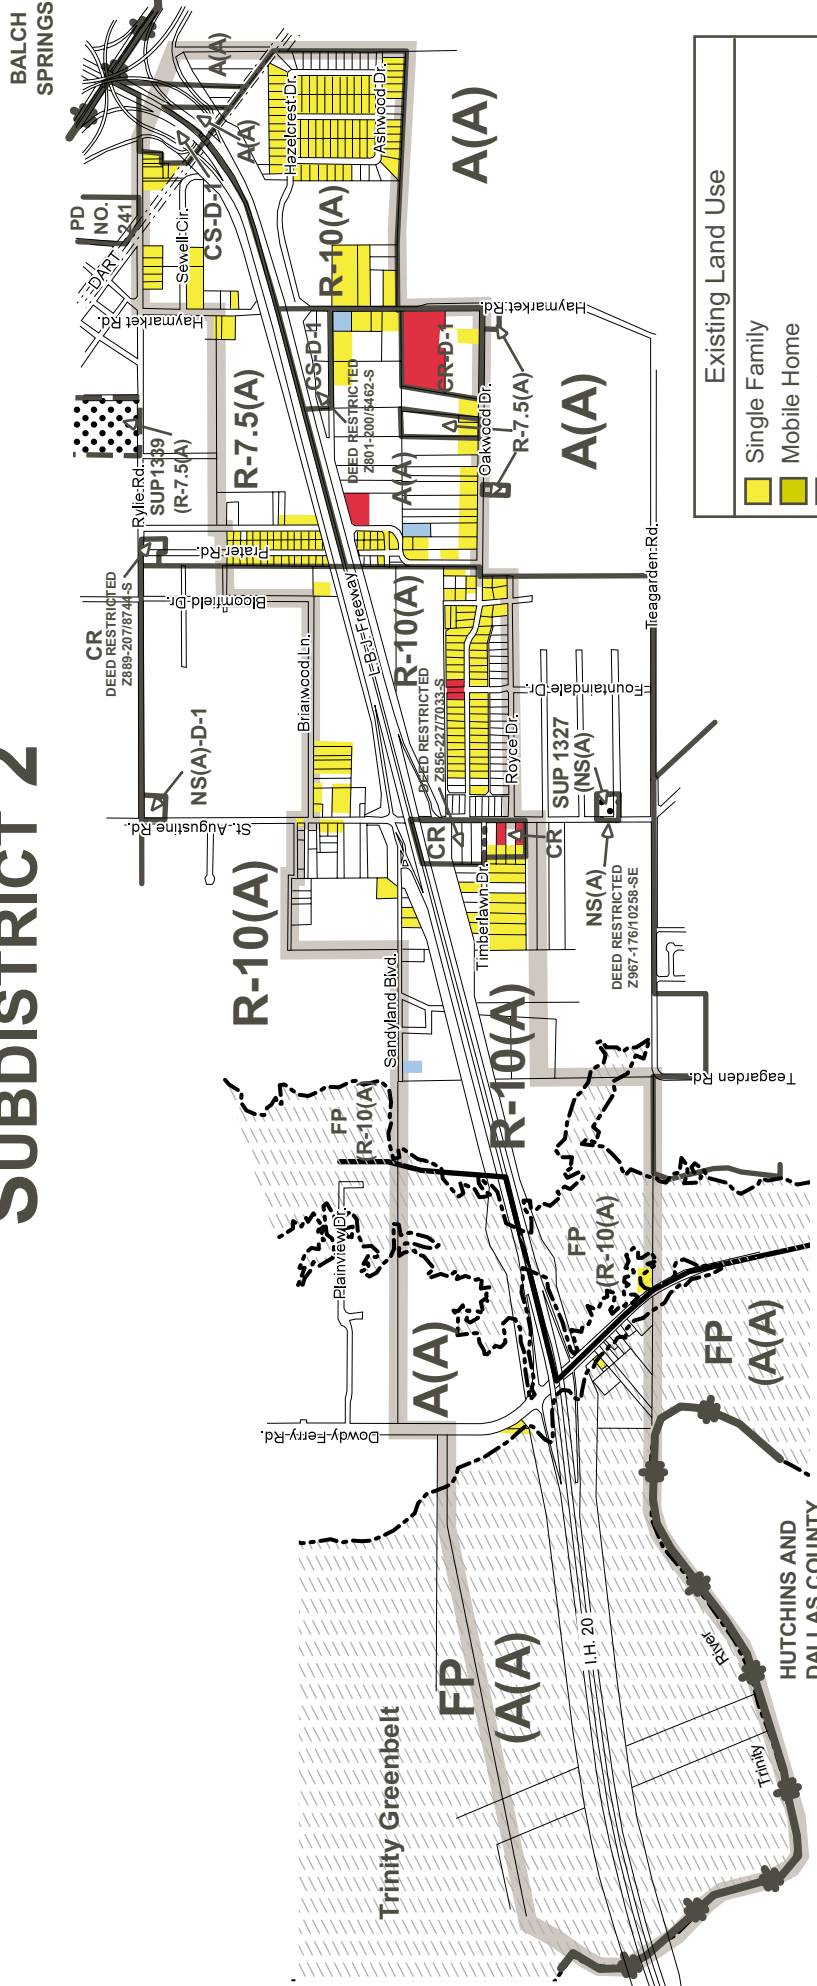 SUBDISTRICT 2
BALCH
SPRINGS
PD
NO.
241
DART
A(A)
A(A)
CS-D-1
Sewell Cir.
Hazelcrest Dr.
Ashwood Dr.
A(A)
R-10(A)
Haymarket Rd.
Haymarket Rd.
SUP1339
(R-7.5(A)
Rylie Rd.
R-7.5(A)
CS-D-1
DEED RESTRICTED
Z801-200/5462-S
CR-D-1
A(A)
Oakwood Dr.
R-7.5(A)
A(A)
Prater Rd.
Bloomfield Dr.
CR
DEED RESTRICTED
Z889-207/8744-S
L-B-J Freeway
R-10(A)
Briarwood Ln.
NS(A)-D-1
St. Augustine Rd.
DEED RESTRICTED
Z856-227/7033-S
CR
Royce Dr.
Fountaindale Dr.
Teagarden Rd.
SUP 1327
(NS(A)
CR
NS(A)
DEED RESTRICTED
Z967-176/10258-SE
Timberlawn Dr.
R-10(A)
Sandyland Blvd.
R-10(A)
Teagarden Rd.
FP
(R-10(A)
Plainview Dr.
FP
(R-10(A)
A(A)
FP
(A(A)
Dowdy Ferry Rd.
FP
(A(A)
I.H. 20
Trinity Greenbelt
Trinity
River
HUTCHINS AND
DALLAS COUNTY
Existing Land Use
Single Family
Mobile Home